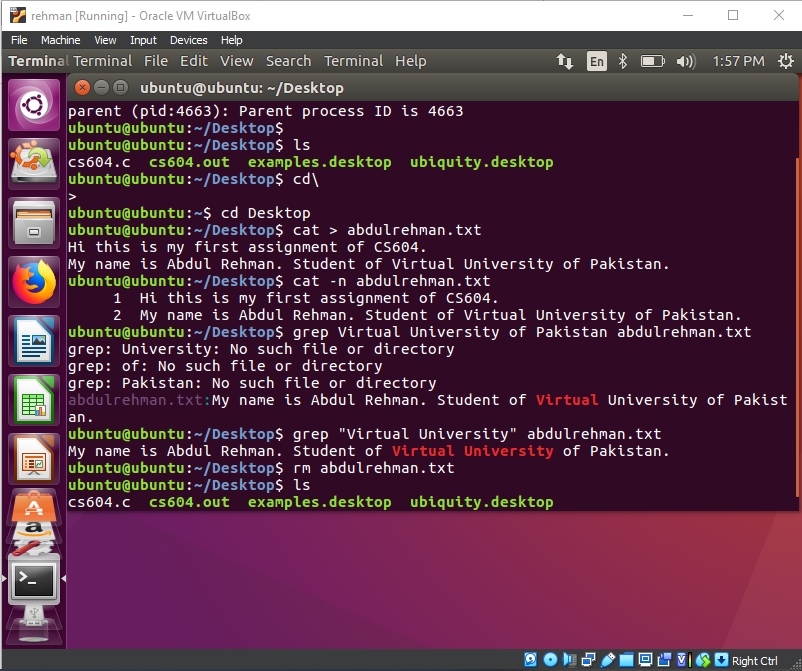 rehman [Running] - Oracle VM VirtualBox
File Machine View Input Devices Help
Terminal Terminal File Edit View Search Terminal Help En 1:57 PM
ubuntu@ubuntu: ~/Desktop
parent (pid:4663): Parent process ID is 4663
ubuntu@ubuntu:~/Desktop$
ubuntu@ubuntu:~/Desktop$ ls
cs604.c cs604.out examples.desktop ubiquity.desktop
ubuntu@ubuntu:~/Desktop$ cd\
>
ubuntu@ubuntu:~$ cd Desktop
ubuntu@ubuntu:~/Desktop$ cat > abdulrehman.txt
Hi this is my first assignment of CS604.
My name is Abdul Rehman. Student of Virtual University of Pakistan.
ubuntu@ubuntu:~/Desktop$ cat -n abdulrehman.txt
1 Hi this is my first assignment of CS604.
2 My name is Abdul Rehman. Student of Virtual University of Pakistan.
ubuntu@ubuntu:~/Desktop$ grep Virtual University of Pakistan abdulrehman.txt
grep: University: No such file or directory
grep: of: No such file or directory
grep: Pakistan: No such file or directory
abdulrehman.txt:My name is Abdul Rehman. Student of Virtual University of Pakist
an.
ubuntu@ubuntu:~/Desktop$ grep "Virtual University" abdulrehman.txt
My name is Abdul Rehman. Student of Virtual University of Pakistan.
ubuntu@ubuntu:~/Desktop$ rm abdulrehman.txt
ubuntu@ubuntu:~/Desktop$ ls
cs604.c cs604.out examples.desktop ubiquity.desktop
Right Ctrl